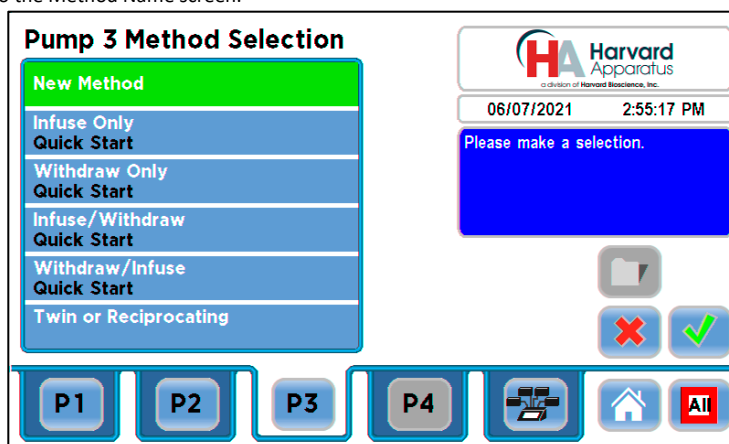 o the Method Name screen.
Pump 3 Method Selection
New Method
Infuse Only
Quick Start
Withdraw Only
Quick Start
Infuse/Withdraw
Quick Start
Withdraw/Infuse
Quick Start
Twin or Reciprocating
HA Harvard
Apparatus
a division of Harvard Bioscience, Inc.
06/07/2021 2:55:17 PM
Please make a selection.
P1 P2 P3 P4 All